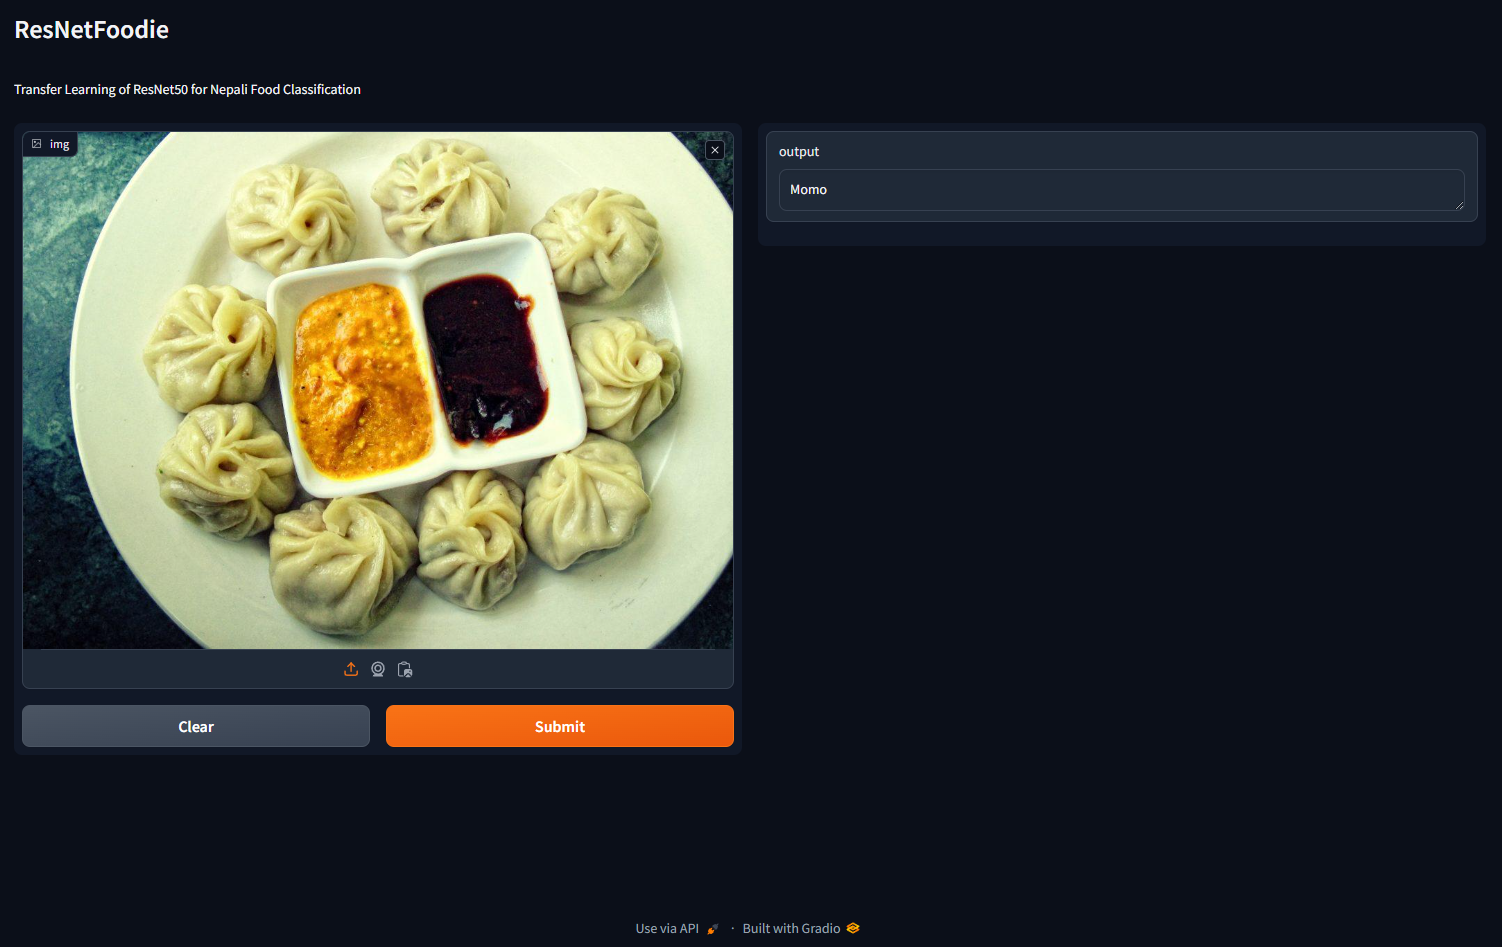 ResNetFoodie
Transfer Learning of ResNet50 for Nepali Food Classification
img
output
Momo
Clear
Submit
Use via API · Built with Gradio